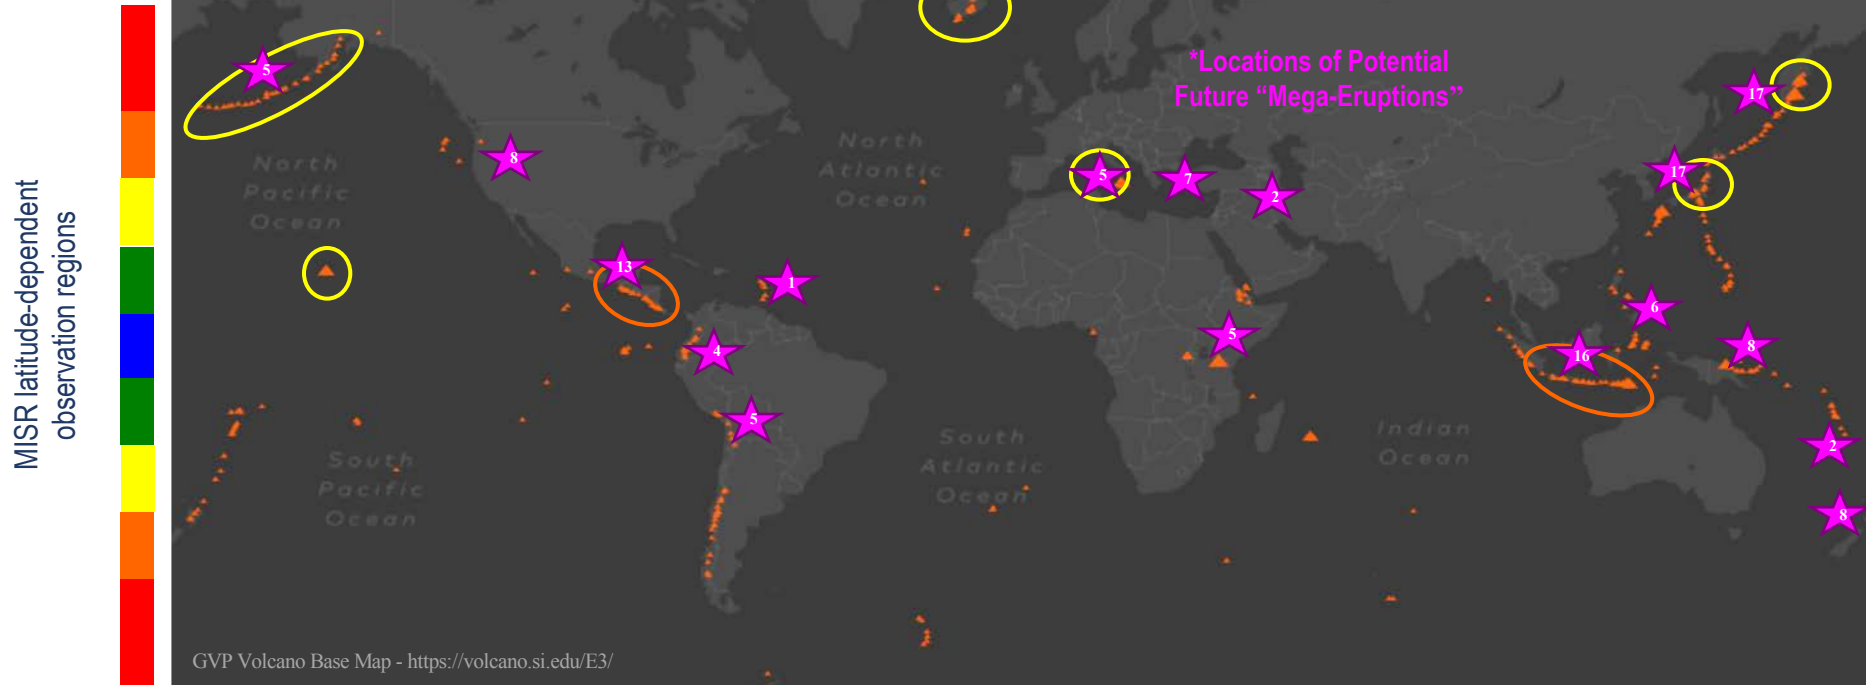 MISR latitude-dependent
observation regions
*Locations of Potential
Future “Mega-Eruptions”
North
Pacific
Ocean
North
Atlantic
Ocean
South
Pacific
Ocean
South
Atlantic
Ocean
Indian
Ocean
5
8
13
1
4
5
5
7
2
5
17
17
6
16
8
2
8
GVP Volcano Base Map - https://volcano.si.edu/E3/